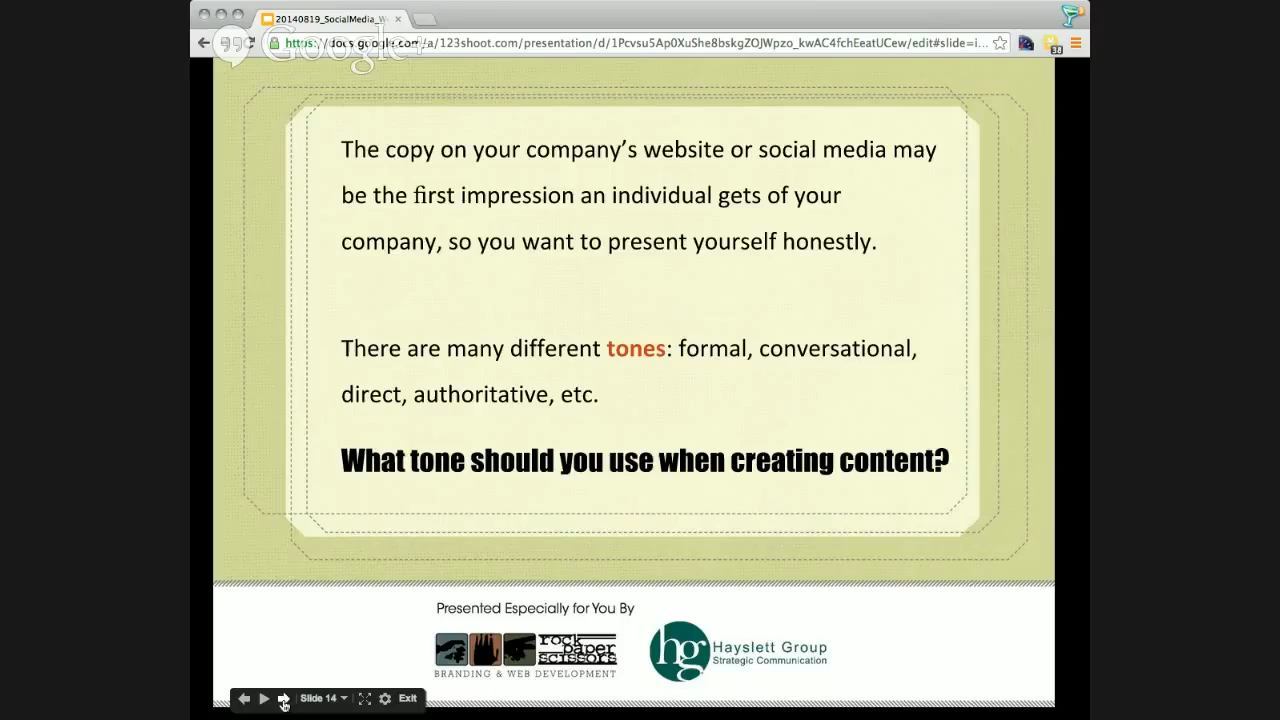 20140819_SocialMedia_W
Google+
https://docs.google.com/a/123shoot.com/presentation/d/1Pcvsu5Ap0XuShe8bskgZOJWpzo_kwAC4fchEeatUCew/edit#slide=i...
38
The copy on your company’s website or social media may
be the first impression an individual gets of your
company, so you want to present yourself honestly.
There are many different tones: formal, conversational,
direct, authoritative, etc.
What tone should you use when creating content?
Presented Especially for You By
rock
paper
scissors
BRANDING & WEB DEVELOPMENT
hg
Hayslett Group
Strategic Communication
Slide 14
Exit